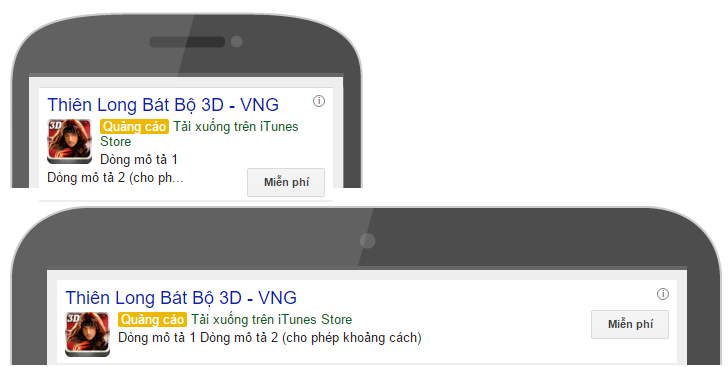 Thiên Long Bát Bộ 3D - VNG
3D
Quảng cáo Tải xuống trên iTunes
Store
Dòng mô tả 1
Dòng mô tả 2 (cho ph...
Miễn phí
Thiên Long Bát Bộ 3D - VNG
3D
Quảng cáo Tải xuống trên iTunes Store
Miễn phí
Dòng mô tả 1 Dòng mô tả 2 (cho phép khoảng cách)